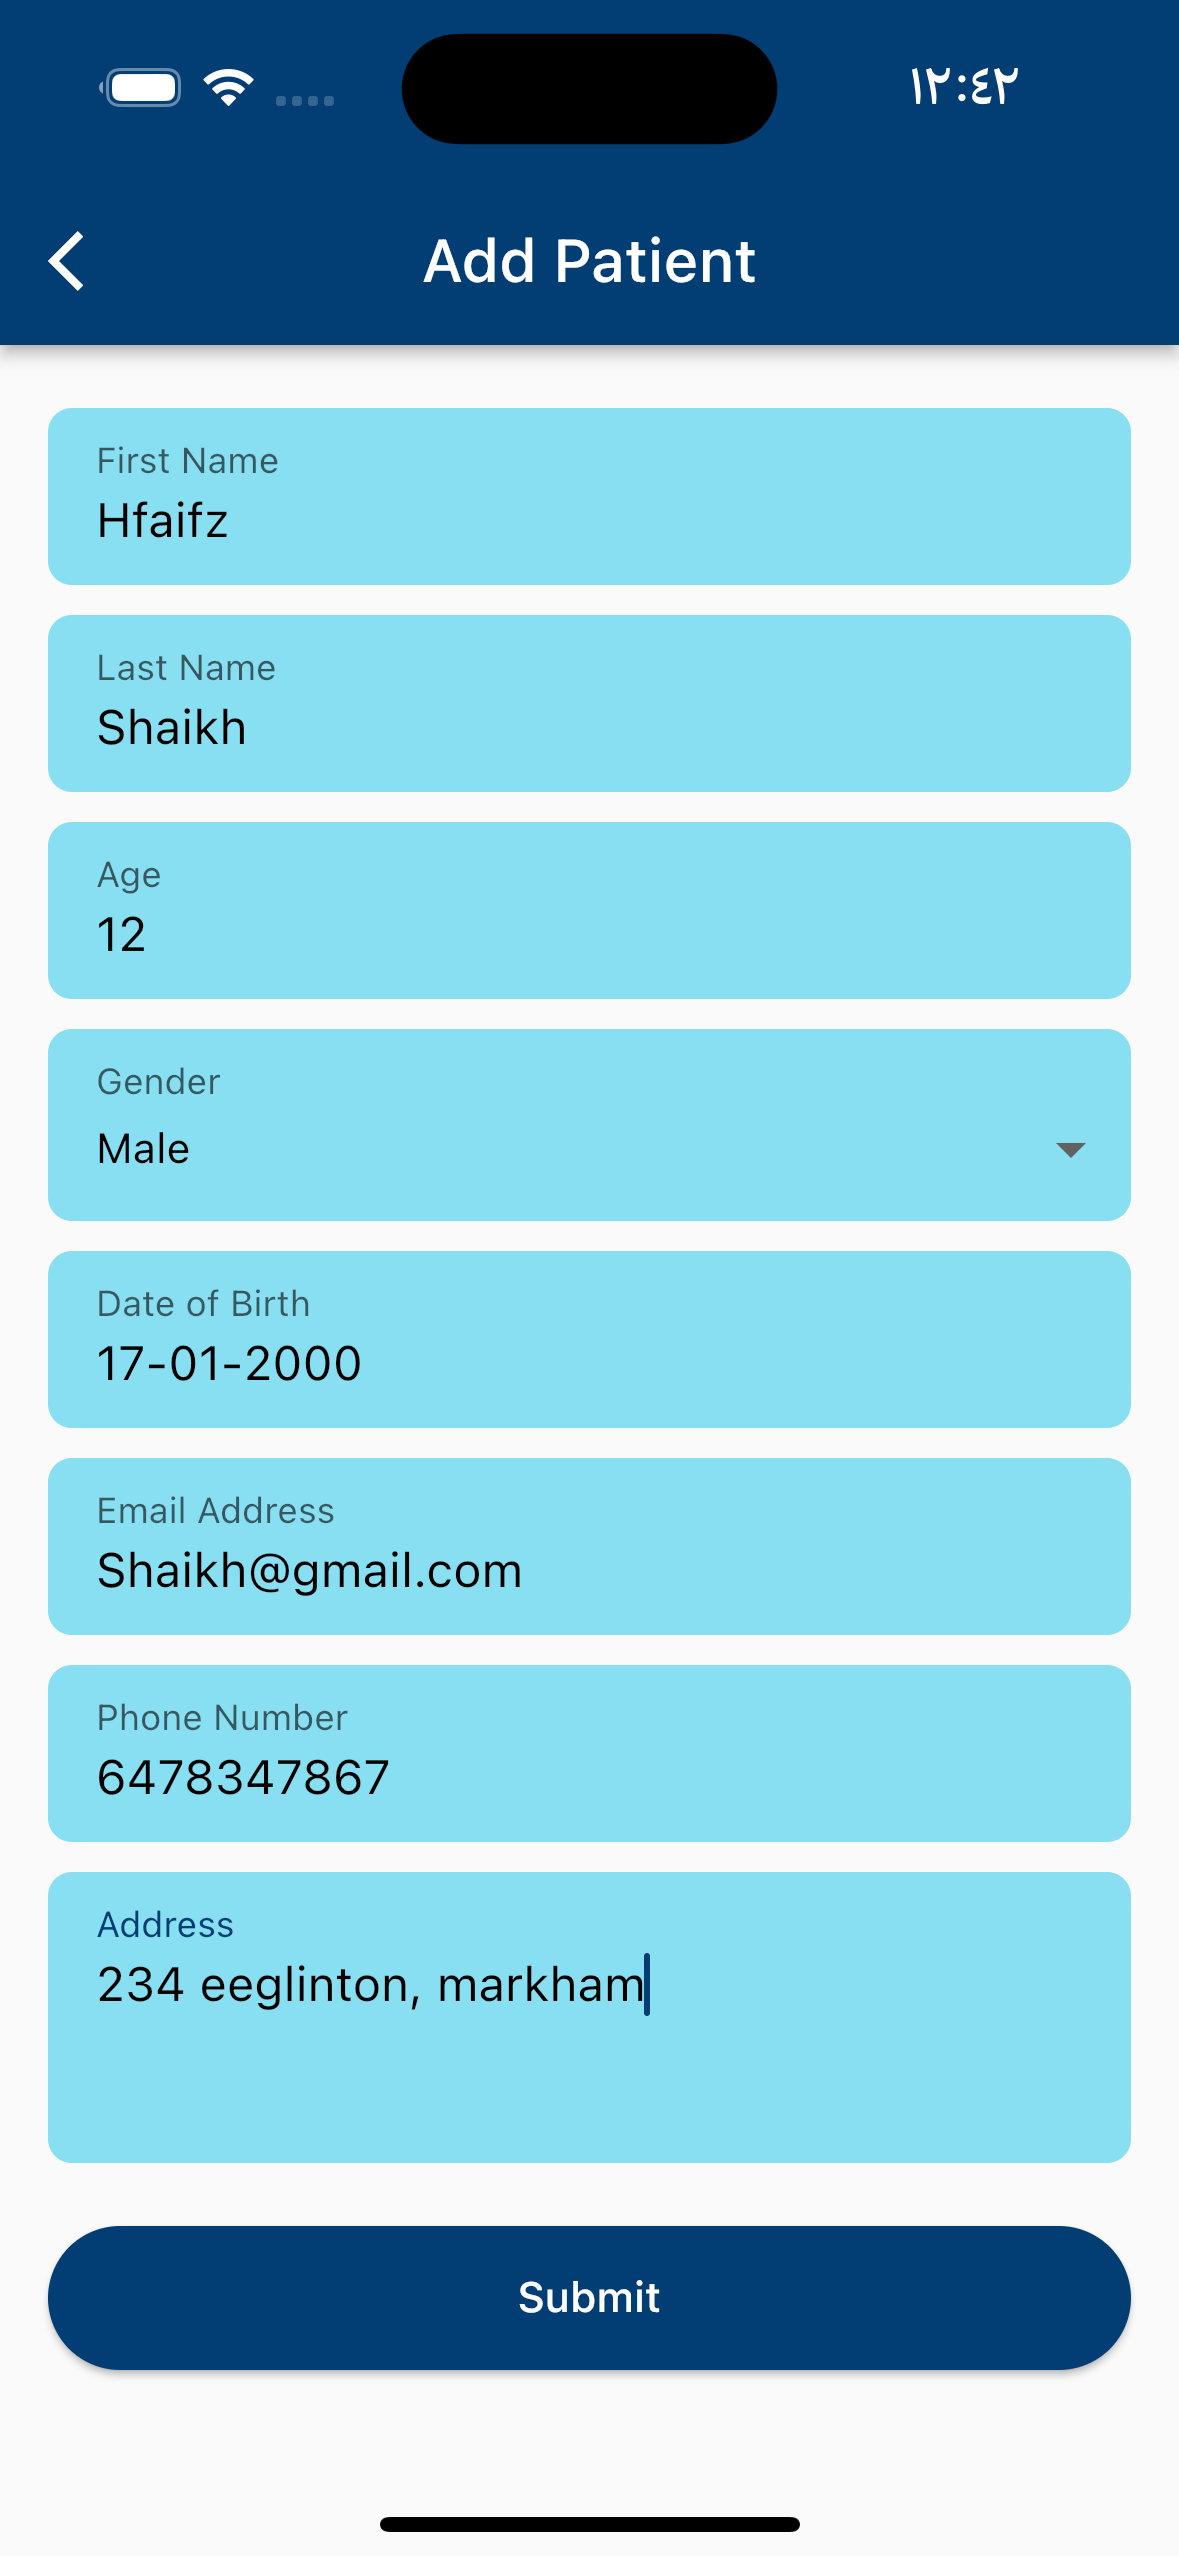 ١٢:٤٢
Add Patient
First Name
Hfaifz
Last Name
Shaikh
Age
12
Gender
Male
Date of Birth
17-01-2000
Email Address
Shaikh@gmail.com
Phone Number
6478347867
Address
234 eeglinton, markham
Submit